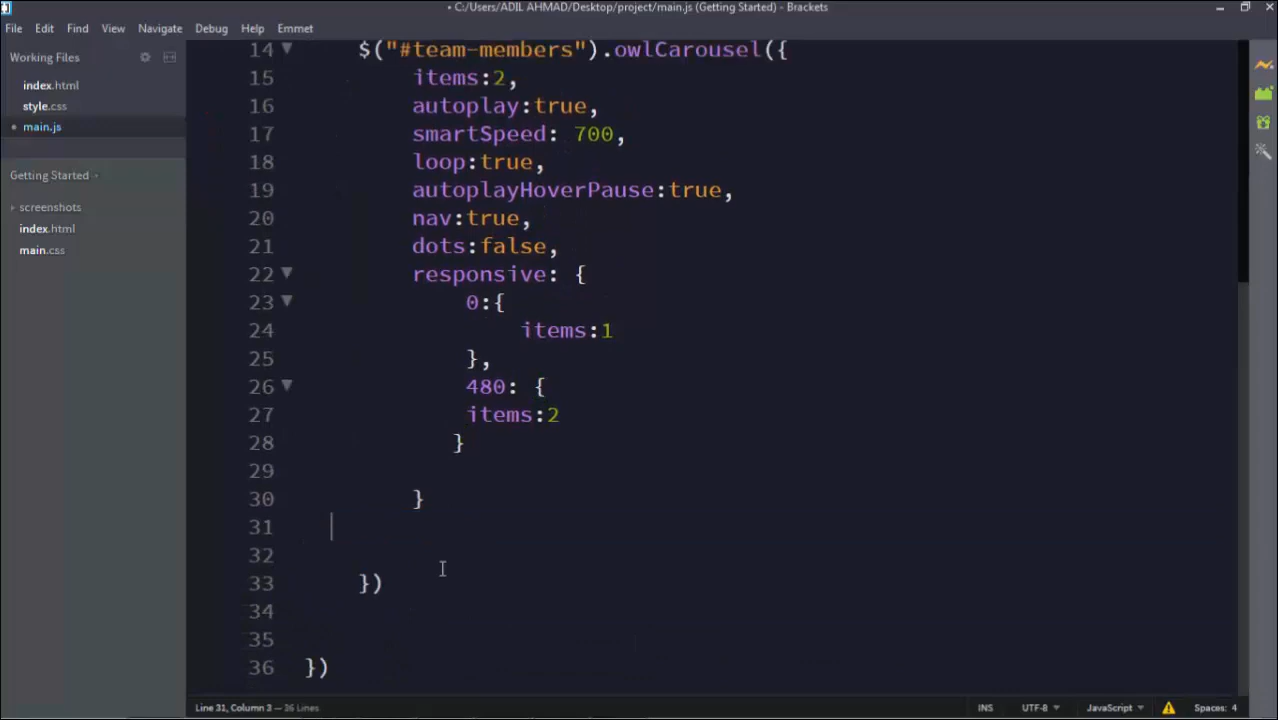 • C:/Users/ADIL AHMAD/Desktop/project/main.js (Getting Started) - Brackets
File Edit Find View Navigate Debug Help Emmet
Working Files
index.html
style.css
main.js
Getting Started
screenshots
index.html
main.css
14 $("#team-members").owlCarousel({
15 items:2,
16 autoplay:true,
17 smartSpeed: 700,
18 loop:true,
19 autoplayHoverPause:true,
20 nav:true,
21 dots:false,
22 responsive: {
23 0:{
24 items:1
25 },
26 480: {
27 items:2
28 }
29
30 }
31
32
33 })
34
35
36 })
Line 31, Column 3 — 36 Lines
INS UTF-8 JavaScript Spaces: 4